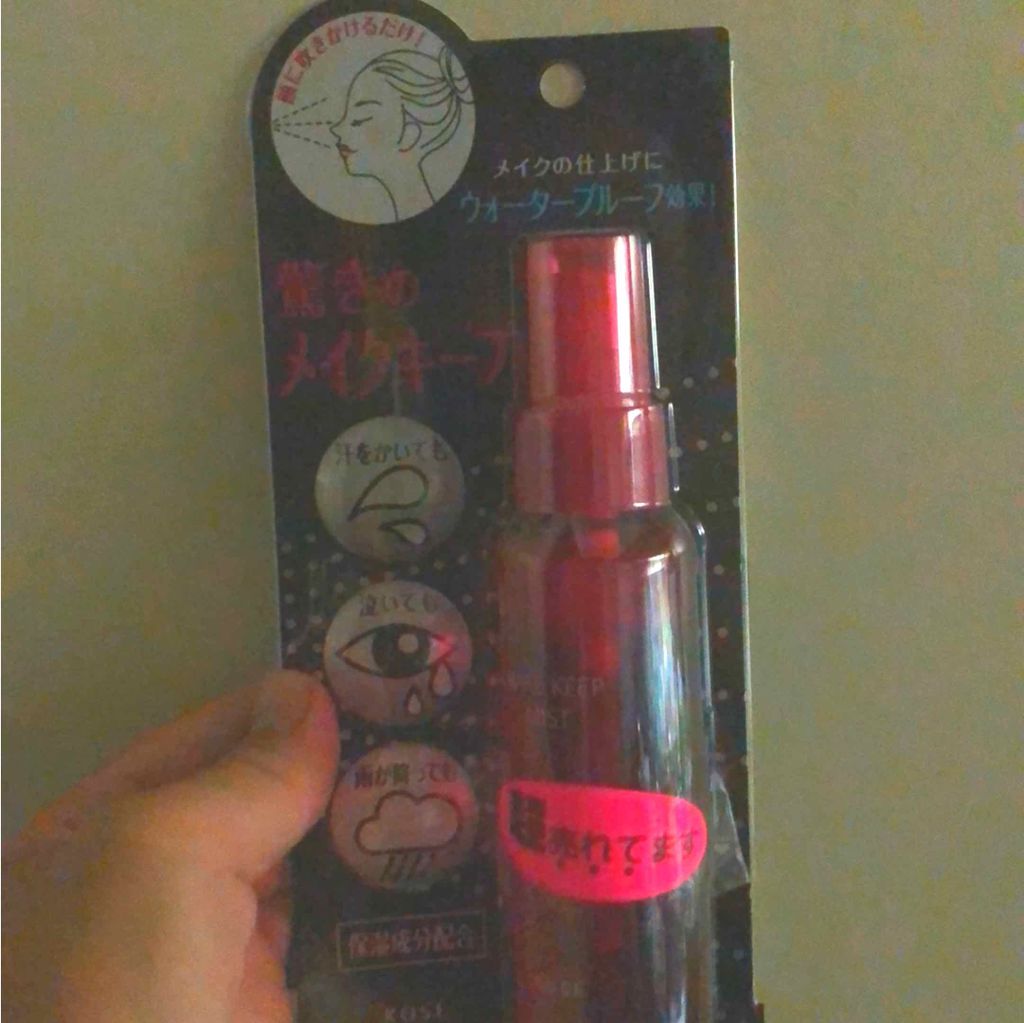 顔に吹きかけるだけ!
メイクの仕上げに
ウォータープルーフ効果!
驚きの
メイクキープ
汗をかいても
泣いても
雨が降っても
KEEP
超売れてます
保湿成分配合